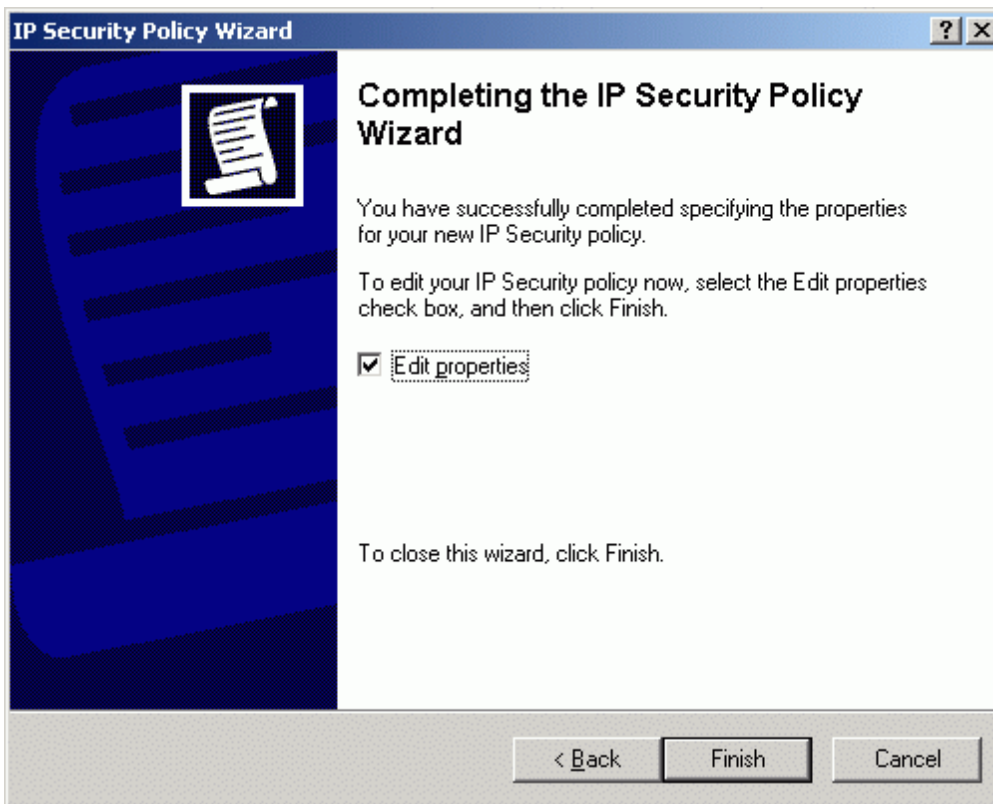 IP Security Policy Wizard
Completing the IP Security Policy
Wizard
You have successfully completed specifying the properties
for your new IP Security policy.
To edit your IP Security policy now, select the Edit properties
check box, and then click Finish.
Edit properties
To close this wizard, click Finish.
< Back Finish Cancel